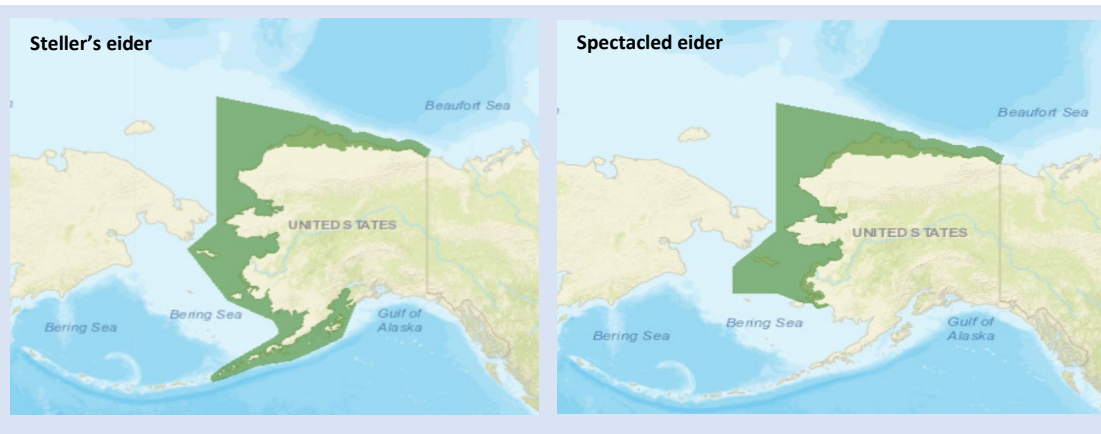 Steller's eider
Beaufort Sea
UNITED STATES
Bering Sea
Bering Sea
Gulf of
Alaska
Spectacled eider
Beaufort Sea
UNITED STATES
Bering Sea
Bering Sea
Gulf of
Alaska